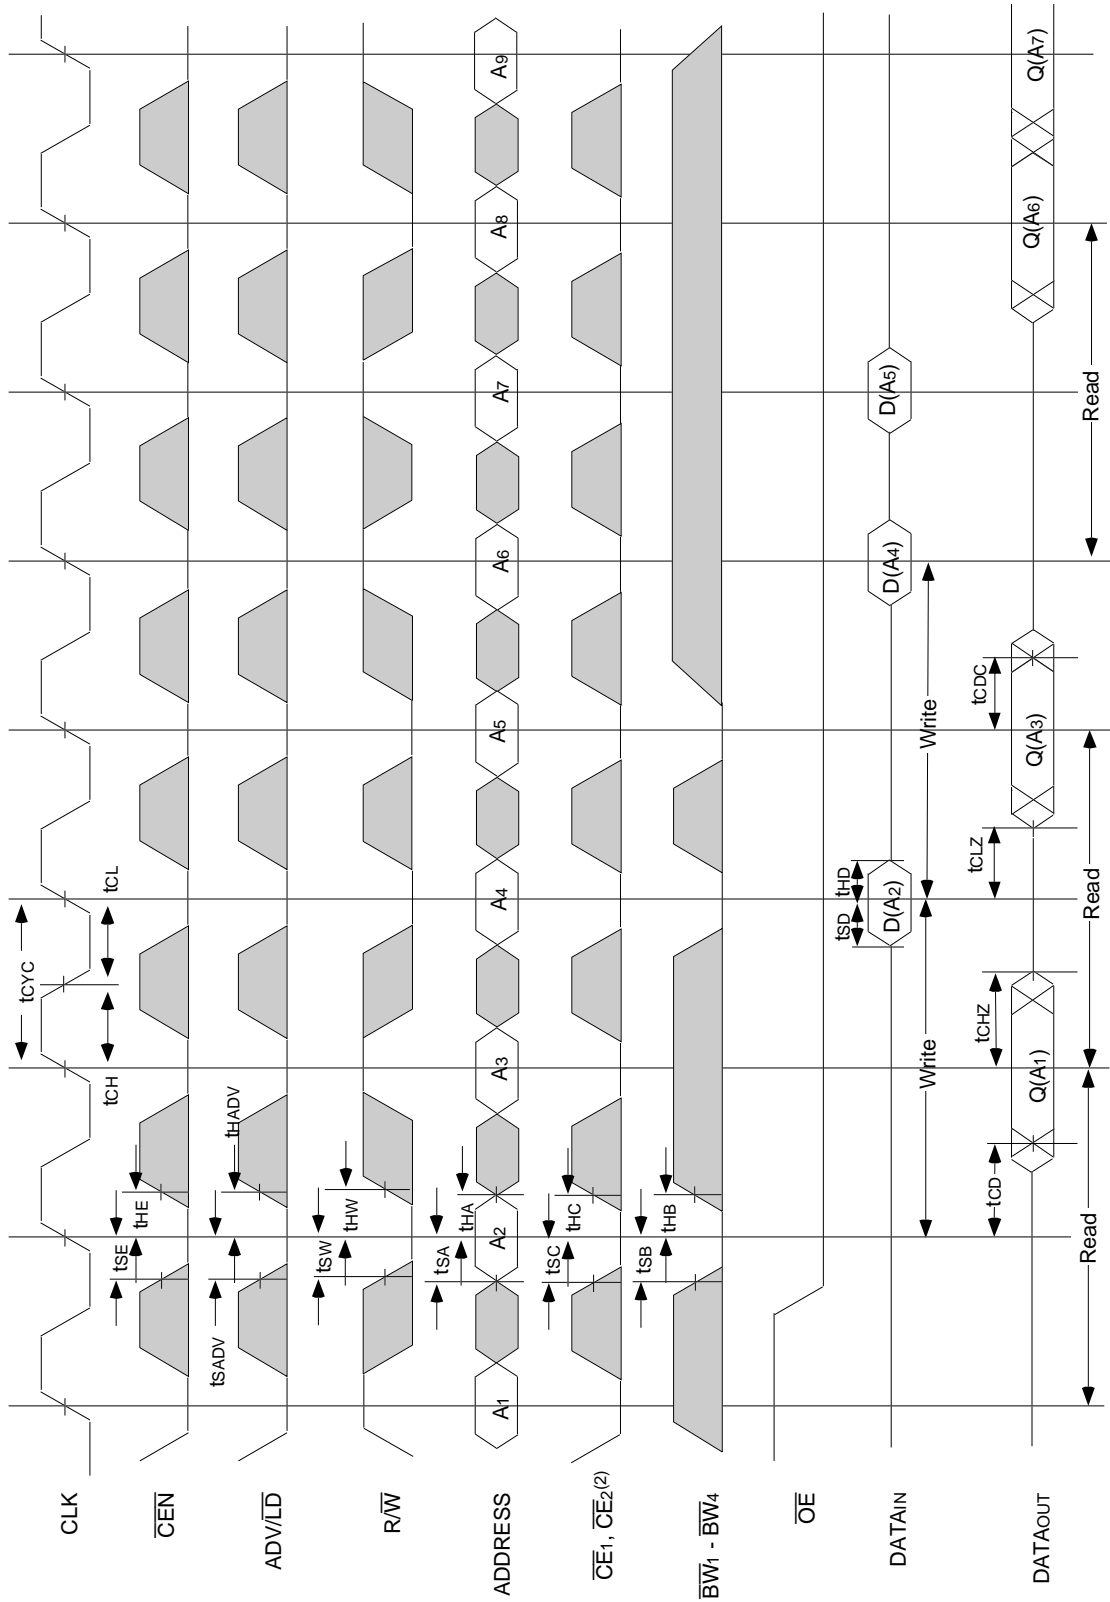 CLK
tCYC
tCH
tCL
CEN
tSE
tHE
ADV/LD
tSADV
tHADV
R/W
tSW
tHW
ADDRESS
A1
A2
A3
A4
A5
A6
A7
A8
A9
tSA
tHA
CE1, CE2(2)
tSC
tHC
BW1 - BW4
tSB
tHB
OE
DATAIN
D(A2)
D(A4)
D(A5)
tSD
tHD
Write
Write
DATAOUT
tCD
Q(A1)
tCHZ
tCLZ
Q(A3)
tCDC
Q(A6)
Q(A7)
Read
Read
Read